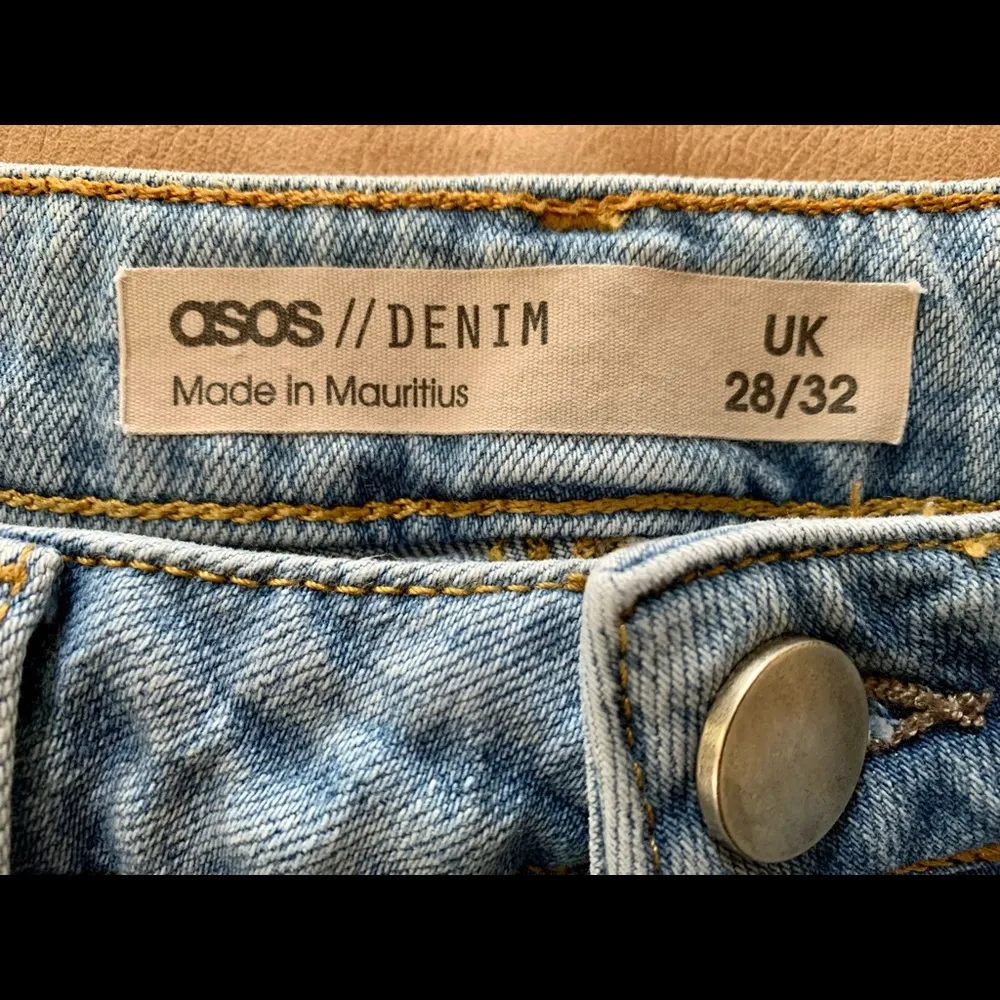 asos // DENIM
Made in Mauritius
UK
28/32